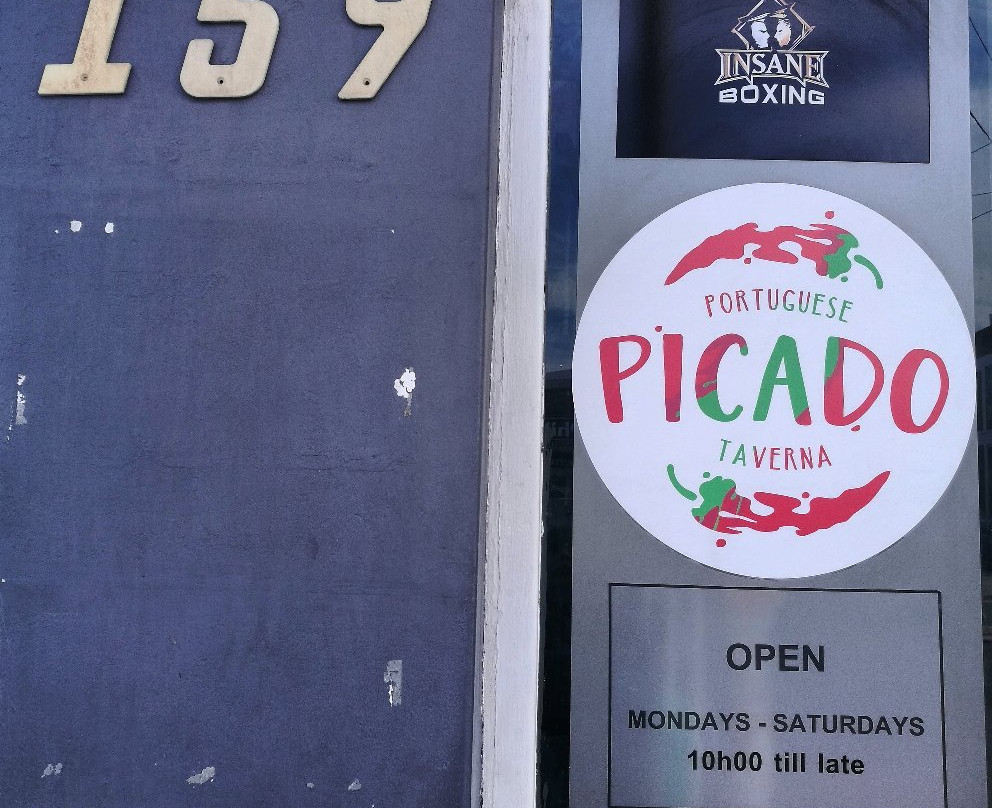 159
INSANE
BOXING
PORTUGUESE
PICADO
TAVERNA
OPEN
MONDAYS - SATURDAYS
10h00 till late